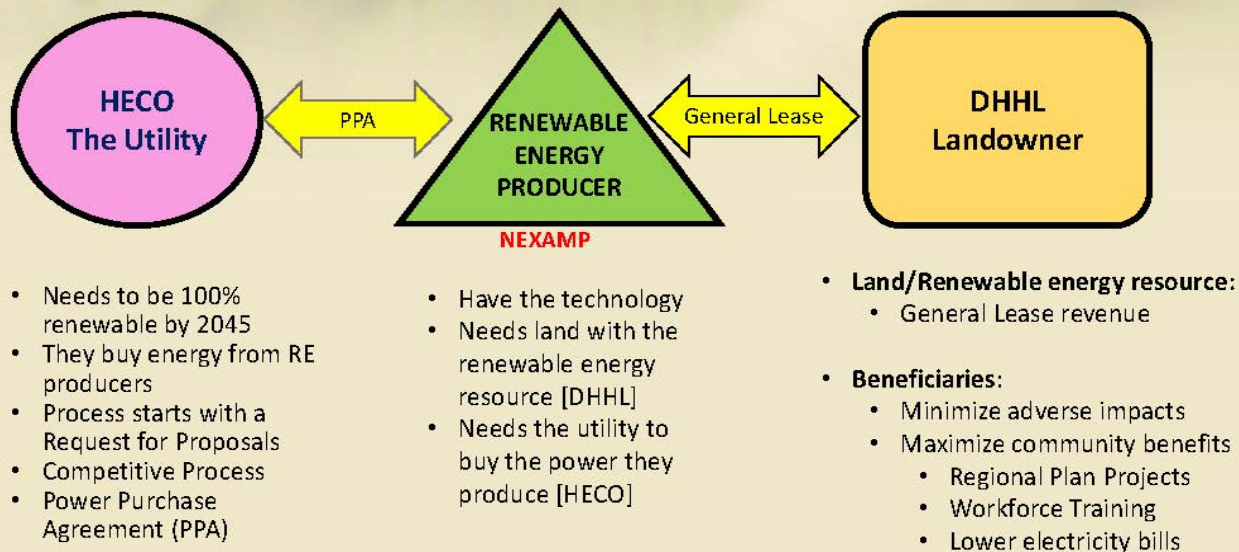 HECO
The Utility
PPA
RENEWABLE
ENERGY
PRODUCER
NEXAMP
General Lease
DHHL
Landowner
• Needs to be 100%
renewable by 2045
• They buy energy from RE
producers
• Process starts with a
Request for Proposals
• Competitive Process
• Power Purchase
Agreement (PPA)
• Have the technology
• Needs land with the
renewable energy
resource [DHHL]
• Needs the utility to
buy the power they
produce [HECO]
• Land/Renewable energy resource:
• General Lease revenue
• Beneficiaries:
• Minimize adverse impacts
• Maximize community benefits
• Regional Plan Projects
• Workforce Training
• Lower electricity bills